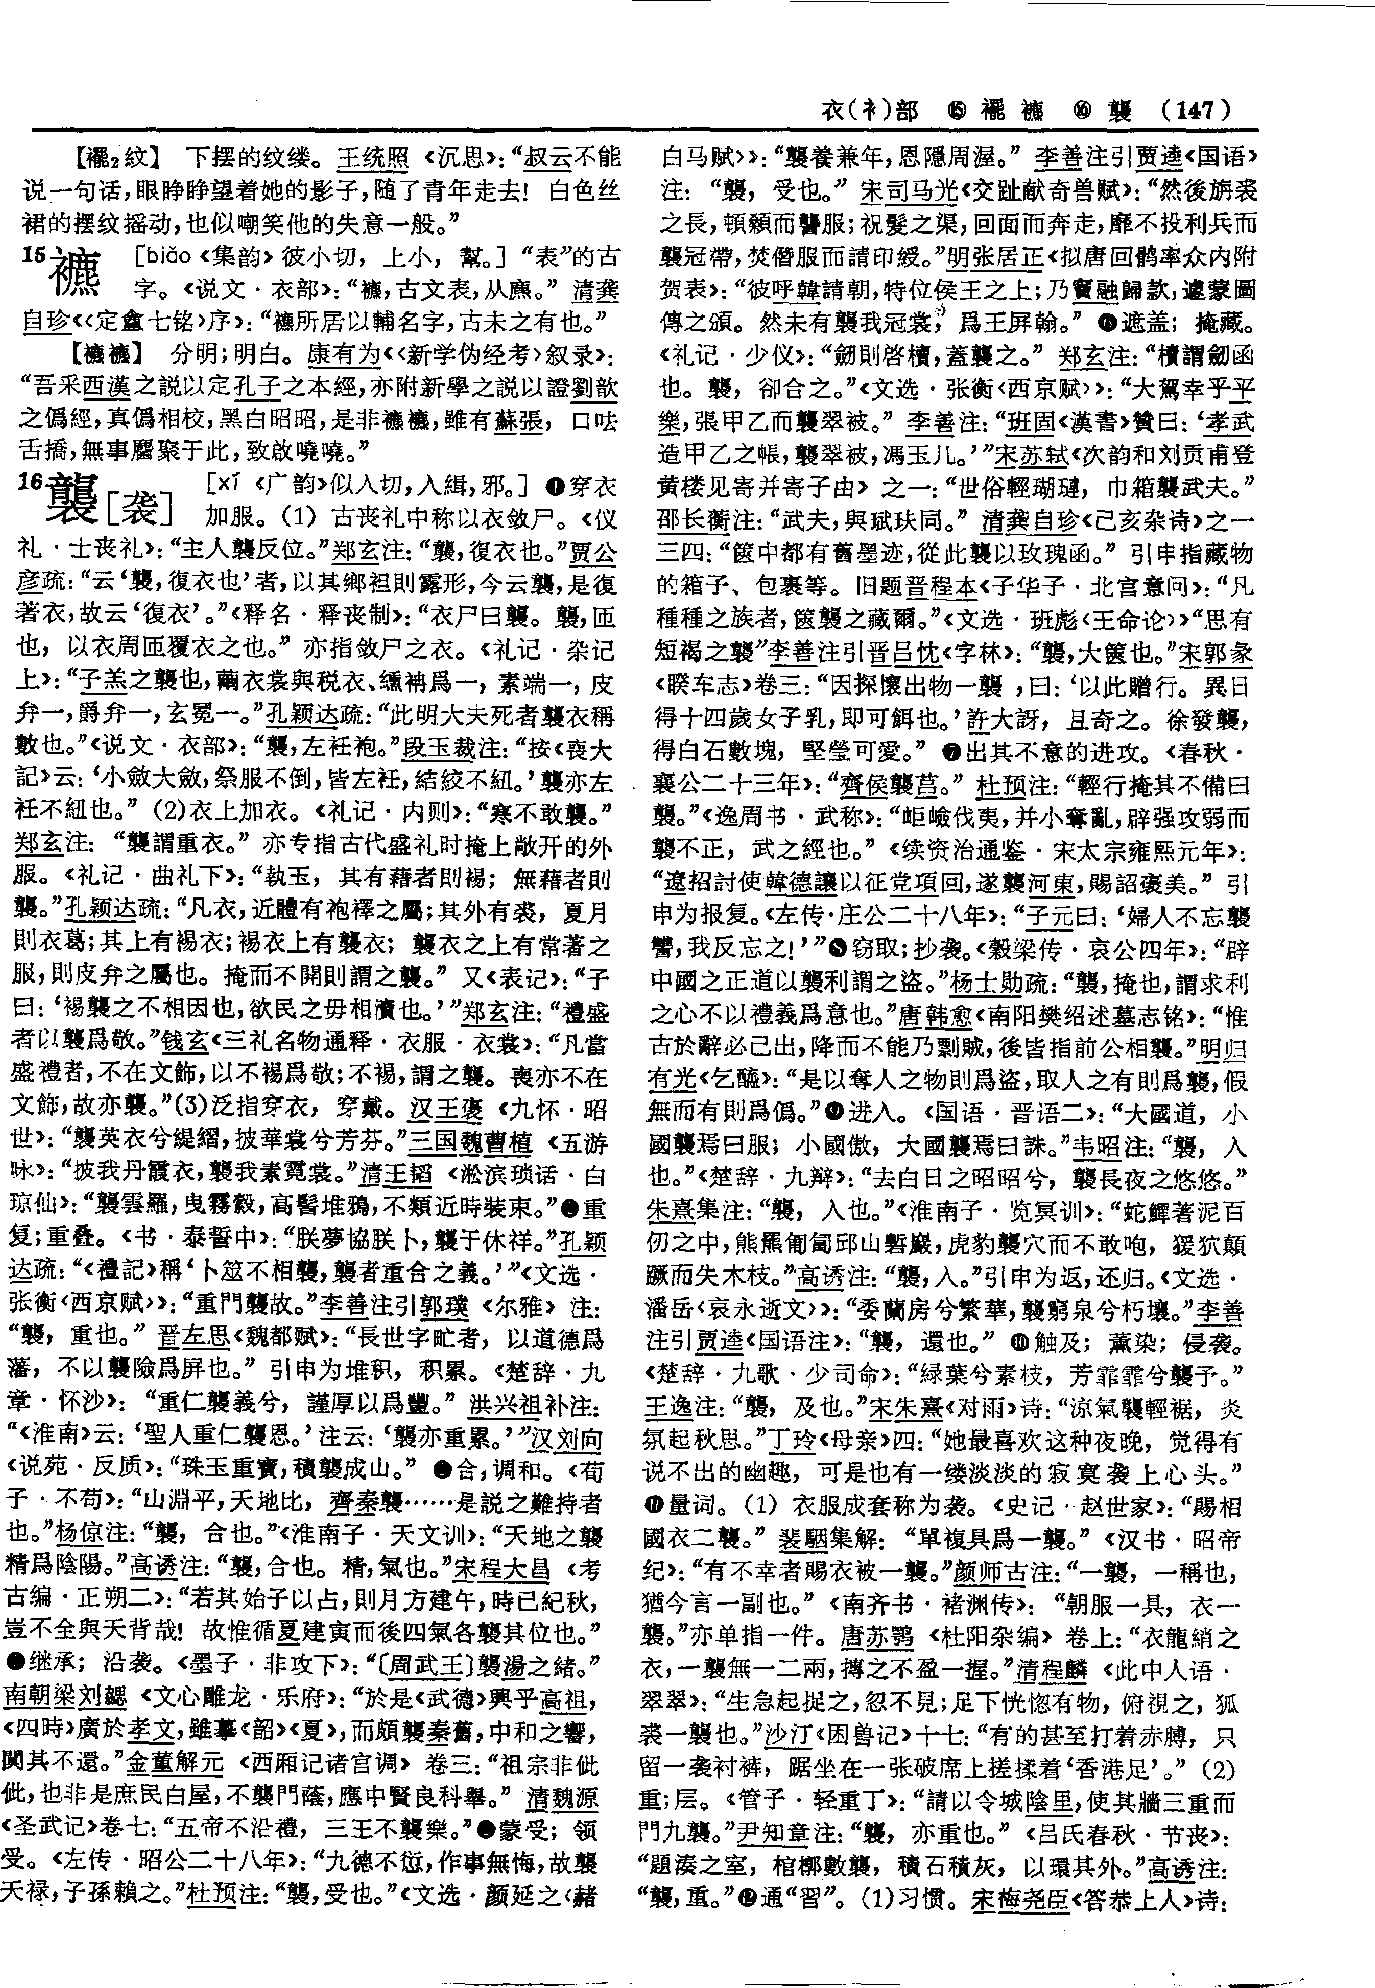 衣(衤)部 ⑮襬 襛 ⑯ 襲 (147)
【襬₂紋】 下摆的纹缕。王统照《沉思》:“叔云不能
说一句话,眼睁睁望着她的影子,随了青年走去! 白色丝
裙的摆纹摇动,也似嘲笑他的失意一般。”
15 [biǎo《集韵》彼小切,上小,幫。] “表”的古
字。《说文·衣部》:“襮,古文表,从麃。” 清龚
自珍《〈定盦七铭〉序》:“所居以輔名字,古未之有也。”
分明;明白。康有为《〈新学伪经考〉叙录》:
“吾采西漢之説以定孔子之本經,亦附新學之説以證劉歆
之僞經,真僞相校,黑白昭昭,是非,雖有蘇張, 口呿
舌撟,無事麕聚于此,致啟嘵嘵。”
16 襲[袭] [xí《广韵》似入切,入緝,邪。] ❶穿衣
加服。(1) 古丧礼中称以衣敛尸。《仪
礼·士丧礼》:“主人襲反位。”郑玄注:“襲,復衣也。”贾公
彦疏:“云‘襲,復衣也’者,以其鄉袒則露形,今云襲,是復
著衣,故云‘復衣’。”《释名·释丧制》:“衣尸曰襲。襲,匝
也,以衣周匝覆衣之也。” 亦指敛尸之衣。《礼记·杂记
上》:“子羔之襲也,繭衣裳與税衣、纁袡爲一,素端一,皮
弁一,爵弁一,玄冕一。”孔颖达疏:“此明大夫死者襲衣稱
數也。”《说文·衣部》:“襲,左衽袍。”段玉裁注:“按《喪大
記》云:‘小斂大斂,祭服不倒,皆左衽,結絞不紐。’襲亦左
衽不紐也。” (2)衣上加衣。《礼记·内则》:“寒不敢襲。”
郑玄注:“襲謂重衣。” 亦专指古代盛礼时掩上敞开的外
服。《礼记·曲礼下》:“執玉,其有藉者則裼;無藉者則
襲。”孔颖达疏:“凡衣,近體有袍襗之屬;其外有裘,夏月
則衣葛;其上有裼衣;裼衣上有襲衣;襲衣之上有常著之
服,則皮弁之屬也。掩而不開則謂之襲。” 又《表记》:“子
曰:‘裼襲之不相因也,欲民之毋相瀆也。’”郑玄注:“禮盛
者以襲爲敬。”钱玄《三礼名物通释·衣服·衣裳》:“凡當
盛禮者,不在文飾,以不裼爲敬;不裼,謂之襲。喪亦不在
文飾,故亦襲。”(3)泛指穿衣,穿戴。汉王褒《九怀·昭
世》:“襲英衣兮緹䌌,披華裳兮芳芬。”三国魏曹植《五游
咏》:“披我丹霞衣,襲我素霓裳。”清王韬《淞滨琐话·白
琼仙》:“襲雲羅,曳霧縠,高髻堆鴉,不類近時裝束。”❷重
复;重叠。《书·泰誓中》:“朕夢協朕卜,襲于休祥。”孔颖
达疏:“《禮記》稱‘卜筮不相襲,襲者重合之義。’”《文选·
张衡〈西京赋〉》:“重門襲故。”李善注引郭璞《尔雅》注:
“襲,重也。” 晋左思《魏都赋》:“長世字甿者,以道德爲
藩,不以襲險爲屏也。” 引申为堆积,积累。《楚辞·九
章·怀沙》:“重仁襲義兮,謹厚以爲豐。” 洪兴祖补注:
“《淮南》云:‘聖人重仁襲恩。’注云:‘襲亦重累。’”汉刘向
《说苑·反质》:“珠玉重寶,積襲成山。” ❸合;调和。《荀
子·不苟》:“山淵平,天地比,齊秦襲……是説之難持者
也。”杨倞注:“襲,合也。”《淮南子·天文训》:“天地之襲
精爲陰陽。”高诱注:“襲,合也。精,氣也。”宋程大昌《考
古编·正朔二》:“若其始子以占,則月方建午,時已紀秋,
豈不全與天背哉! 故惟循夏建寅而後四氣各襲其位也。”
❹继承;沿袭。《墨子·非攻下》:“〔周武王〕襲湯之緒。”
南朝梁刘勰《文心雕龙·乐府》:“於是《武德》興乎高祖,
《四時》廣於孝文,雖摹《韶》《夏》,而頗襲秦舊,中和之響,
闃其不還。”金董解元《西厢记诸宫调》卷三:“祖宗非佌
佌,也非是庶民白屋,不襲門蔭,應中賢良科舉。” 清魏源
《圣武记》卷七:“五帝不沿禮,三王不襲樂。”❺蒙受;领
受。《左传·昭公二十八年》:“九德不愆,作事無悔,故襲
天禄,子孫賴之。”杜预注:“襲,受也。”《文选·颜延之〈赭
白马赋〉》:“襲養兼年,恩隱周渥。” 李善注引贾逵《国语》
注:“襲,受也。” 宋司马光《交趾献奇兽赋》:“然後旃裘
之長,頓顙而讋服;祝髮之渠,回面而奔走,靡不投利兵而
襲冠帶,焚僭服而請印綬。”明张居正《拟唐回鹘率众内附
贺表》:“彼呼韓請朝,特位侯王之上;乃竇融歸款,遽蒙圖
傳之頒。然未有襲我冠裳,爲王屏翰。” ❻遮盖;掩藏。
《礼记·少仪》:“劒則啓櫝,蓋襲之。” 郑玄注:“櫝謂劒函
也。襲,卻合之。”《文选·张衡〈西京赋〉》:“大駕幸乎平
樂,張甲乙而襲翠被。” 李善注:“班固《漢書》贊曰:‘孝武
造甲乙之帳,襲翠被,馮玉几。’”宋苏轼《次韵和刘贡甫登
黄楼见寄并寄子由》之一:“世俗輕瑚璉,巾箱襲武夫。”
邵长蘅注:“武夫,與碔砆同。” 清龚自珍《己亥杂诗》之一
三四:“篋中都有舊墨迹,從此襲以玫瑰函。” 引申指藏物
的箱子、包裹等。旧题晋程本《子华子·北宫意问》:“凡
種種之族者,篋襲之藏爾。”《文选·班彪〈王命论〉》“思有
短褐之襲”李善注引晋吕忱《字林》:“襲,大篋也。”宋郭彖
《睽车志》卷三:“因探懷出物一襲,曰:‘以此贈行。異日
得十四歲女子乳,即可餌也。’許大訝,且奇之。徐發襲,
得白石數塊,堅瑩可愛。” ❼出其不意的进攻。《春秋·
襄公二十三年》:“齊侯襲莒。” 杜预注:“輕行掩其不備曰
襲。”《逸周书·武称》:“岠嶮伐夷,并小奪亂,辟强攻弱而
襲不正,武之經也。”《续资治通鉴·宋太宗雍熙元年》:
“遼招討使韓德讓以征党項回,遂襲河東,賜詔褒美。” 引
申为报复。《左传·庄公二十八年》:“子元曰:‘婦人不忘襲
讐,我反忘之!’”❽窃取;抄袭。《穀梁传·哀公四年》:“辟
中國之正道以襲利謂之盜。”杨士勋疏:“襲,掩也,謂求利
之心不以禮義爲意也。”唐韩愈《南阳樊绍述墓志铭》:“惟
古於辭必己出,降而不能乃剽賊,後皆指前公相襲。”明归
有光《乞醯》:“是以奪人之物則爲盜,取人之有則爲襲,假
無而有則爲僞。”❾进入。《国语·晋语二》:“大國道,小
國襲焉曰服;小國傲,大國襲焉曰誅。”韦昭注:“襲,入
也。”《楚辞·九辩》:“去白日之昭昭兮,襲長夜之悠悠。”
朱熹集注:“襲,入也。”《淮南子·览冥训》:“蛇鱓著泥百
仞之中,熊羆匍匐邱山磛巖,虎豹襲穴而不敢咆,猨狖顛
蹶而失木枝。”高诱注:“襲,入。”引申为返,还归。《文选·
潘岳〈哀永逝文〉》:“委蘭房兮繁華,襲窮泉兮朽壤。”李善
注引贾逵《国语注》:“襲,還也。” ❿触及;薰染;侵袭。
《楚辞·九歌·少司命》:“緑葉兮素枝,芳霏霏兮襲予。”
王逸注:“襲,及也。”宋朱熹《对雨》诗:“涼氣襲輕裾,炎
氛起秋思。”丁玲《母亲》四:“她最喜欢这种夜晚,觉得有
说不出的幽趣,可是也有一缕淡淡的寂寞袭上心头。”
⓫量词。(1) 衣服成套称为袭。《史记·赵世家》:“賜相
國衣二襲。” 裴駰集解:“單複具爲一襲。”《汉书·昭帝
纪》:“有不幸者賜衣被一襲。”颜师古注:“一襲,一稱也,
猶今言一副也。”《南齐书·褚渊传》:“朝服一具,衣一
襲。”亦单指一件。唐苏鹗《杜阳杂编》卷上:“衣龍綃之
衣,一襲無一二兩,摶之不盈一握。”清程麟《此中人语·
翠翠》:“生急起捉之,忽不見;足下恍惚有物,俯視之,狐
裘一襲也。”沙汀《困兽记》十七:“有的甚至打着赤膊,只
留一袭衬裤,踞坐在一张破席上搓揉着‘香港足’。” (2)
重;层。《管子·轻重丁》:“請以令城陰里,使其牆三重而
門九襲。”尹知章注:“襲,亦重也。”《吕氏春秋·节丧》:
“題湊之室,棺槨數襲,積石積灰,以環其外。”高诱注:
“襲,重。”⓬通“習”。(1)习惯。宋梅尧臣《答恭上人》诗: